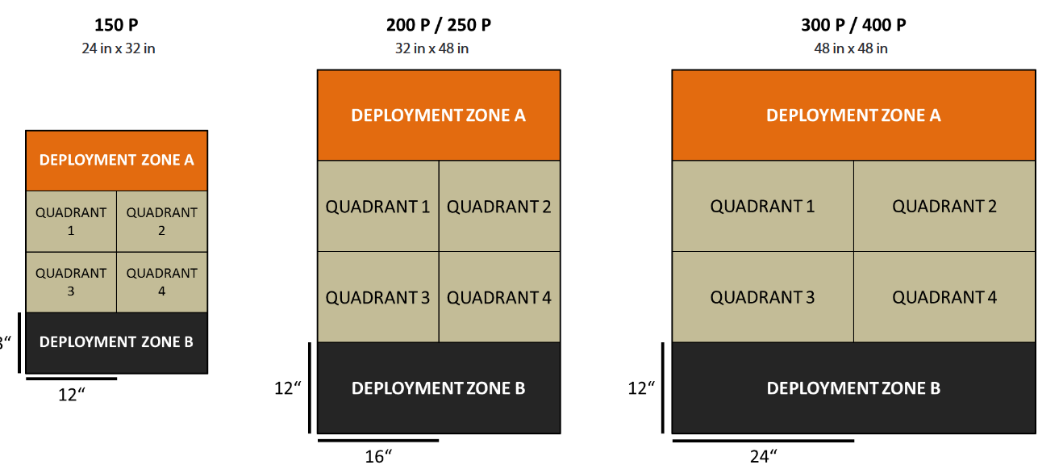 150 P
24 in x 32 in
DEPLOYMENT ZONE A
QUADRANT
1
QUADRANT
2
QUADRANT
3
QUADRANT
4
DEPLOYMENT ZONE B
12“
200 P / 250 P
32 in x 48 in
DEPLOYMENT ZONE A
QUADRANT 1
QUADRANT 2
QUADRANT 3
QUADRANT 4
DEPLOYMENT ZONE B
12“
16“
300 P / 400 P
48 in x 48 in
DEPLOYMENT ZONE A
QUADRANT 1
QUADRANT 2
QUADRANT 3
QUADRANT 4
DEPLOYMENT ZONE B
12“
24“